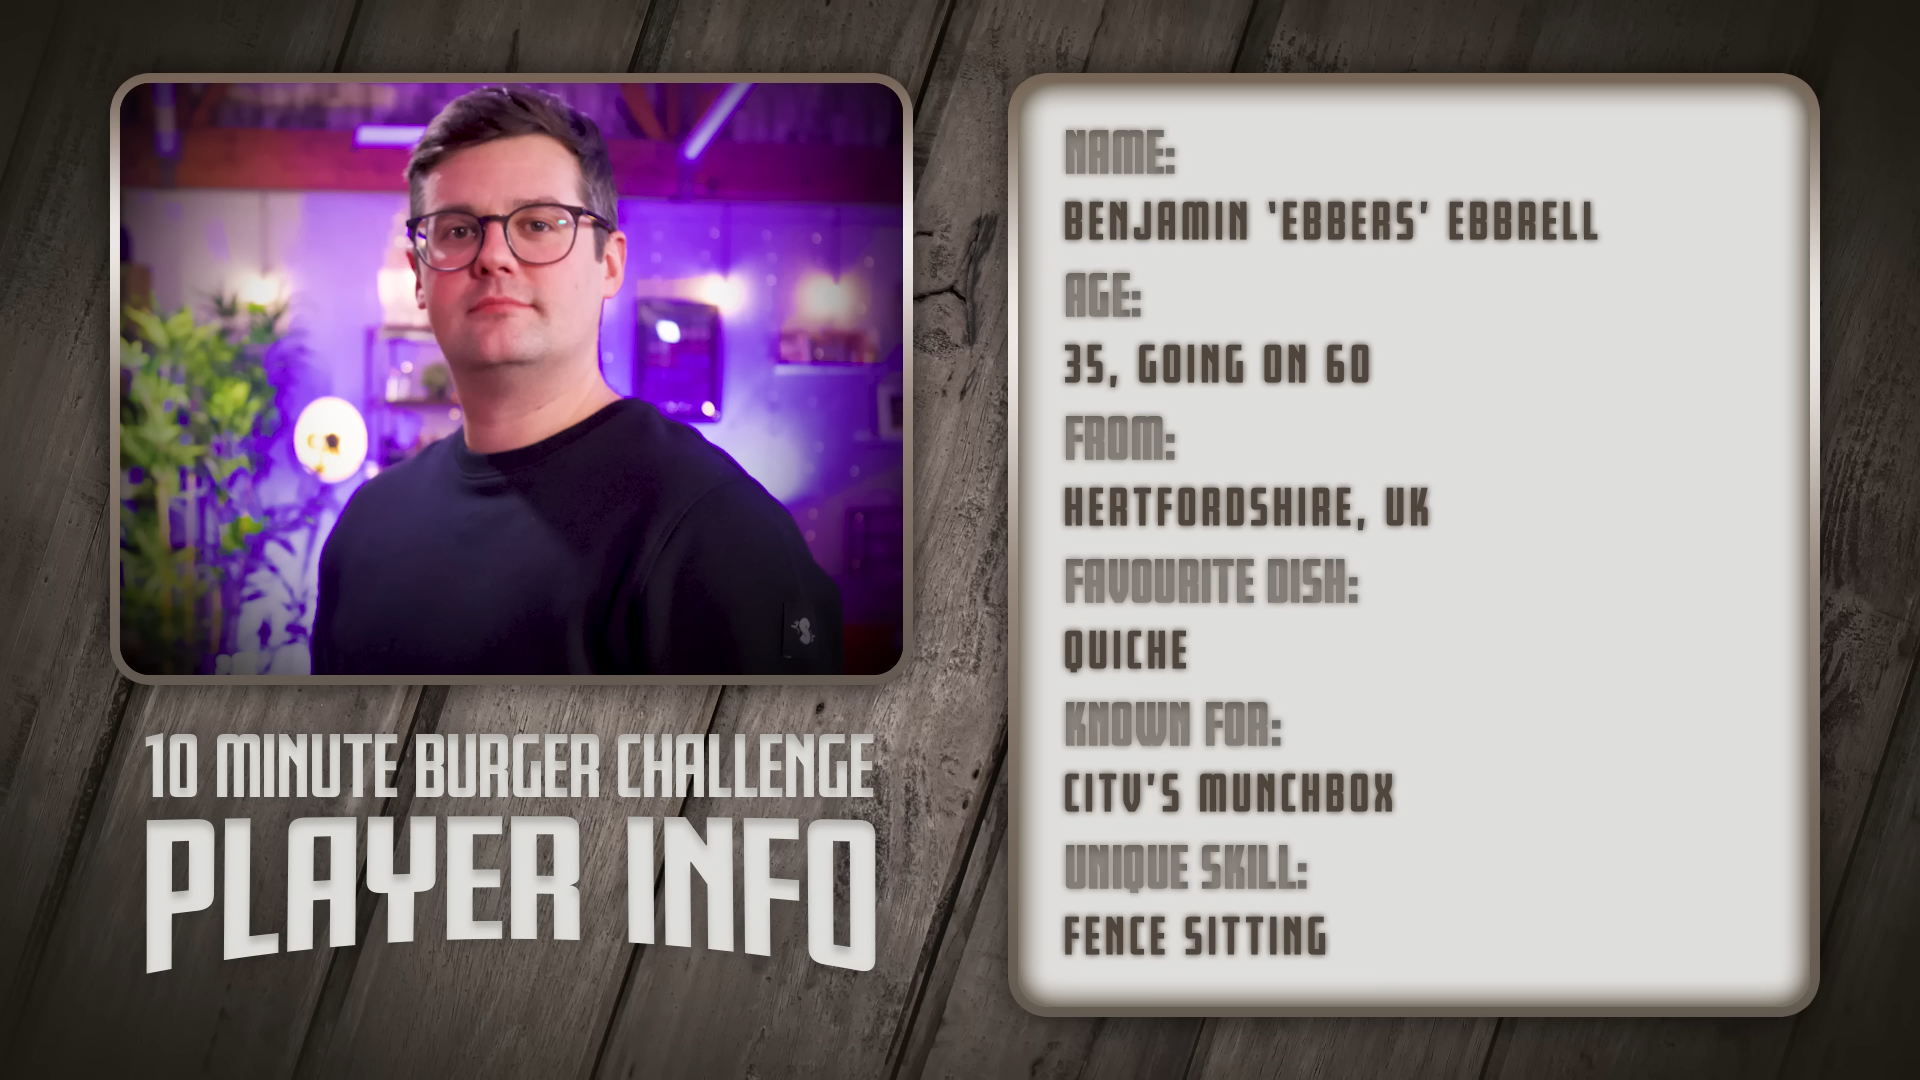 10 MINUTE BURGER CHALLENGE
PLAYER INFO
NAME:
BENJAMIN ‘EBBERS’ EBBRELL
AGE:
35, GOING ON 60
FROM:
HERTFORDSHIRE, UK
FAVOURITE DISH:
QUICHE
KNOWN FOR:
CITV'S MUNCHBOX
UNIQUE SKILL:
FENCE SITTING